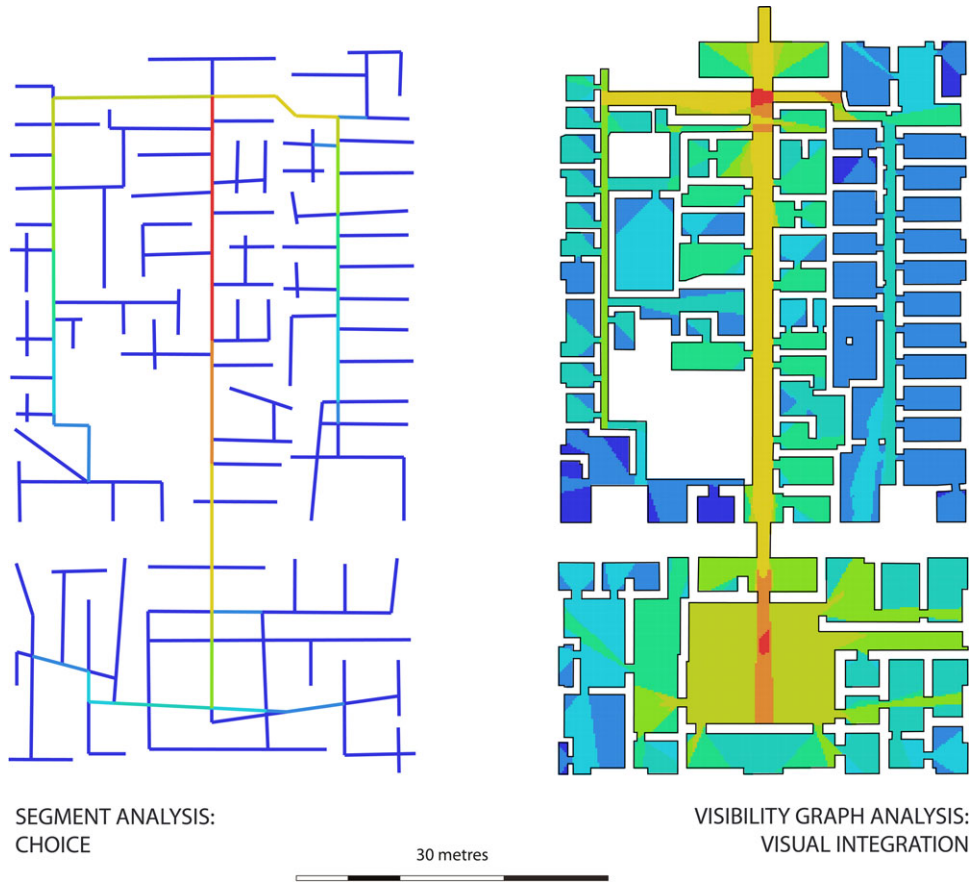 SEGMENT ANALYSIS:
CHOICE
VISIBILITY GRAPH ANALYSIS:
VISUAL INTEGRATION
30 metres